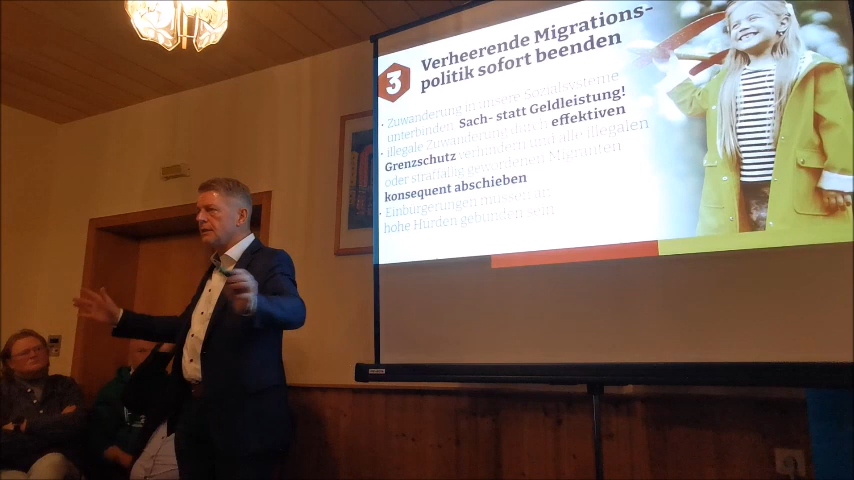 3
Verheerende Migrations-
politik sofort beenden
• Zuwanderung in unsere Sozialsysteme
unterbinden. Sach- statt Geldleistung!
• Illegale Zuwanderung durch effektiven
Grenzschutz verhindern und alle illegalen
oder straffällig gewordenen Migranten
konsequent abschieben
• Einbürgerungen müssen an
hohe Hürden gebunden sein